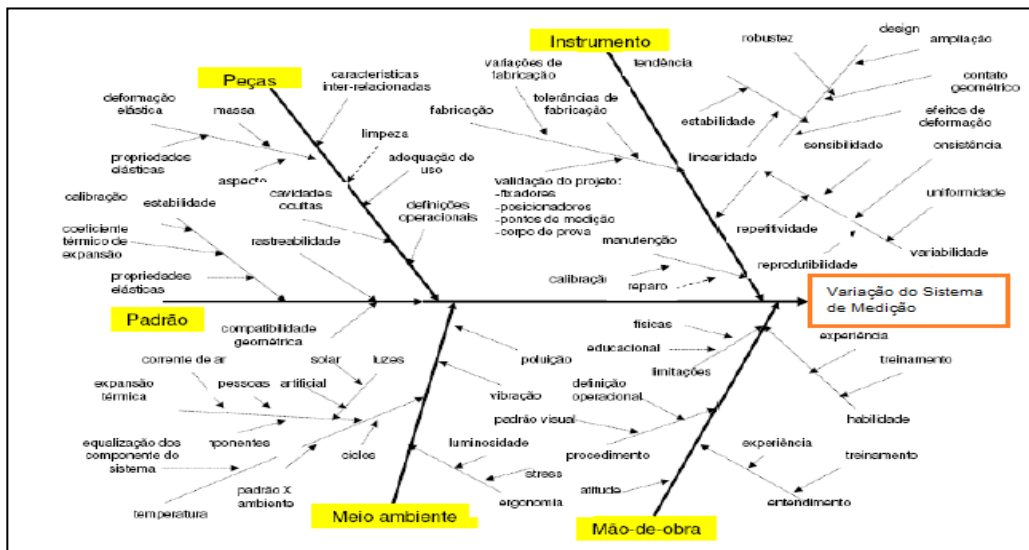 Instrumento
Peças
variações de
fabricação
tendência
robustez
design
ampliação
contato
geométrico
características
inter-relacionadas
deformação
elástica
massa
fabricação
tolerâncias de
fabricação
estabilidade
efeitos de
deformação
sensibilidade
limpeza
propriedades
elásticas
adequação de
uso
linearidade
onsistência
aspecto
cavidades
ocultas
calibração
estabilidade
validação do projeto:
-fixadores
-posicionadores
-pontos de medição
-corpo de prova
uniformidade
definições
operacionais
coeficiente
térmico de
expansão
rastreabilidade
repetitividade
variabilidade
manutenção
reprodutibilidade
propriedades
elásticas
calibraçã
reparo
Variação do Sistema
de Medição
Padrão
compatibilidade
geométrica
físicas
educacional
limitações
experiência
treinamento
corrente de ar
solar
luzes
poluição
expansão
térmica
pessoas
artificial
definição
operacional
vibração
padrão visual
habilidade
equalização dos
componente do
sistema
nponentes
ciclos
luminosidade
procedimento
experiência
treinamento
stress
padrão X
ambiente
atitude
ergonomia
entendimento
temperatura
Meio ambiente
Mão-de-obra